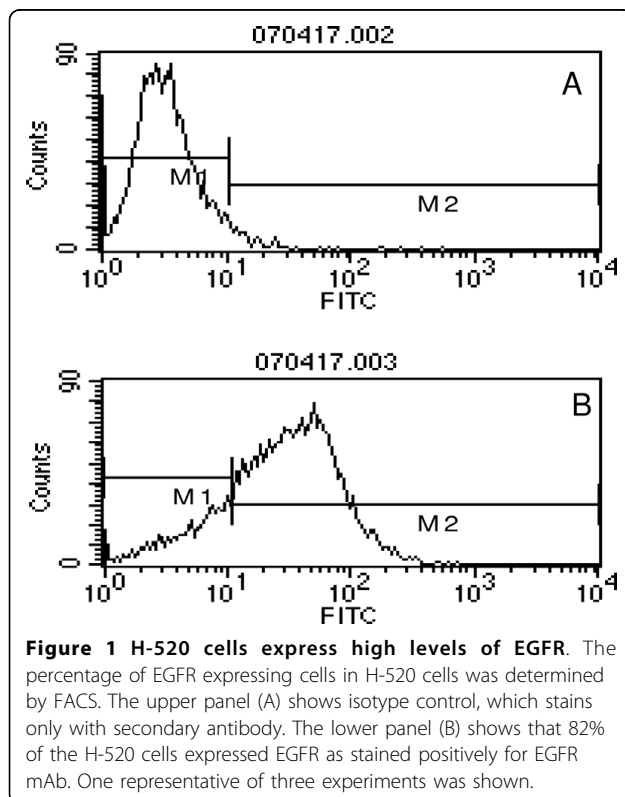 070417.002
90
A
Counts
M1
M2
0
10^0 10^1 10^2 10^3 10^4
FITC
070417.003
90
B
Counts
M1
M2
0
10^0 10^1 10^2 10^3 10^4
FITC
Figure 1 H-520 cells express high levels of EGFR. The
percentage of EGFR expressing cells in H-520 cells was determined
by FACS. The upper panel (A) shows isotype control, which stains
only with secondary antibody. The lower panel (B) shows that 82%
of the H-520 cells expressed EGFR as stained positively for EGFR
mAb. One representative of three experiments was shown.